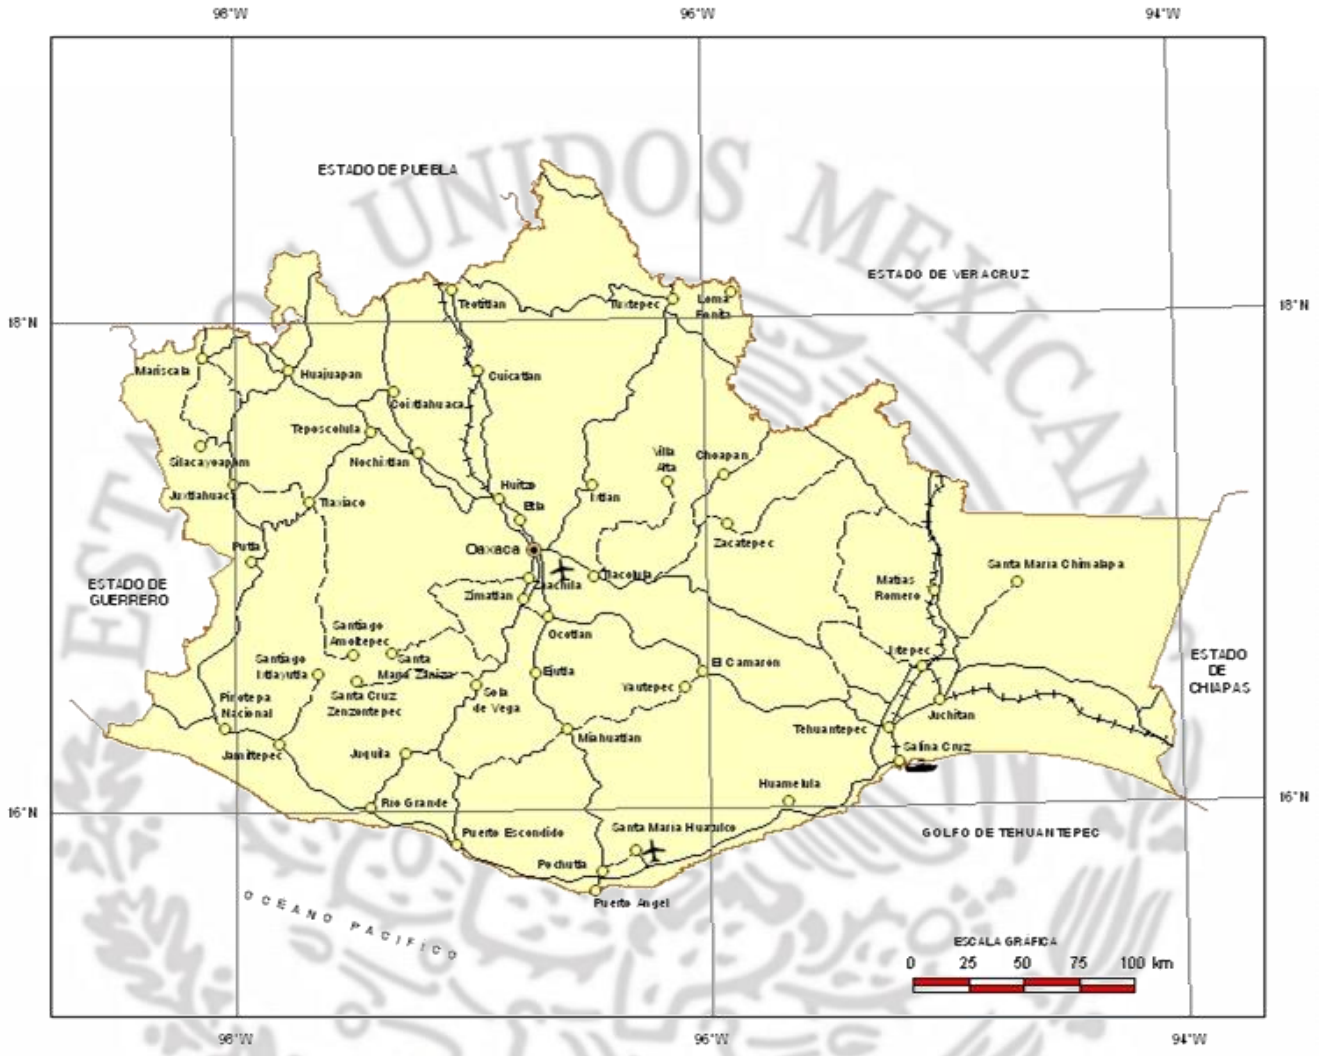 98°W
96°W
94°W
ESTADOS UNIDOS MEXICANOS
ESTADO DE PUEBLA
ESTADO DE VERACRUZ
18°N
18°N
Teotitlan
Tuxtepec
Loma
Bonita
Mariscala
Huajuapan
Cuicatlan
Coixtlahuaca
Teposcolula
Nochixtlan
Silacayoapam
Juxtlahuaca
Tlaxiaco
Huitzo
Etla
Ixtlan
Villa
Alta
Choapan
Zacatepec
Putla
Oaxaca
Tlacolula
Zaachila
Zimatlan
Ocotlan
Santa Maria Chimalapa
Matias
Romero
ESTADO DE
GUERRERO
Santiago
Amoltepec
Santa
Maria Zaniza
Santiago
Ixtayutla
Santa Cruz
Zenzontepec
Ejutla
Sola
de Vega
Yautepec
El Camaron
Ixtepec
ESTADO
DE
CHIAPAS
Pinotepa
Nacional
Jamiltepec
Juquila
Miahuatlan
Tehuantepec
Juchitan
Salina Cruz
Huamelula
Rio Grande
16°N
16°N
Puerto Escondido
Santa Maria Huatulco
GOLFO DE TEHUANTEPEC
Pochutla
Puerto Angel
OCEANO PACIFICO
ESCALA GRÁFICA
0 25 50 75 100 km
98°W
96°W
94°W